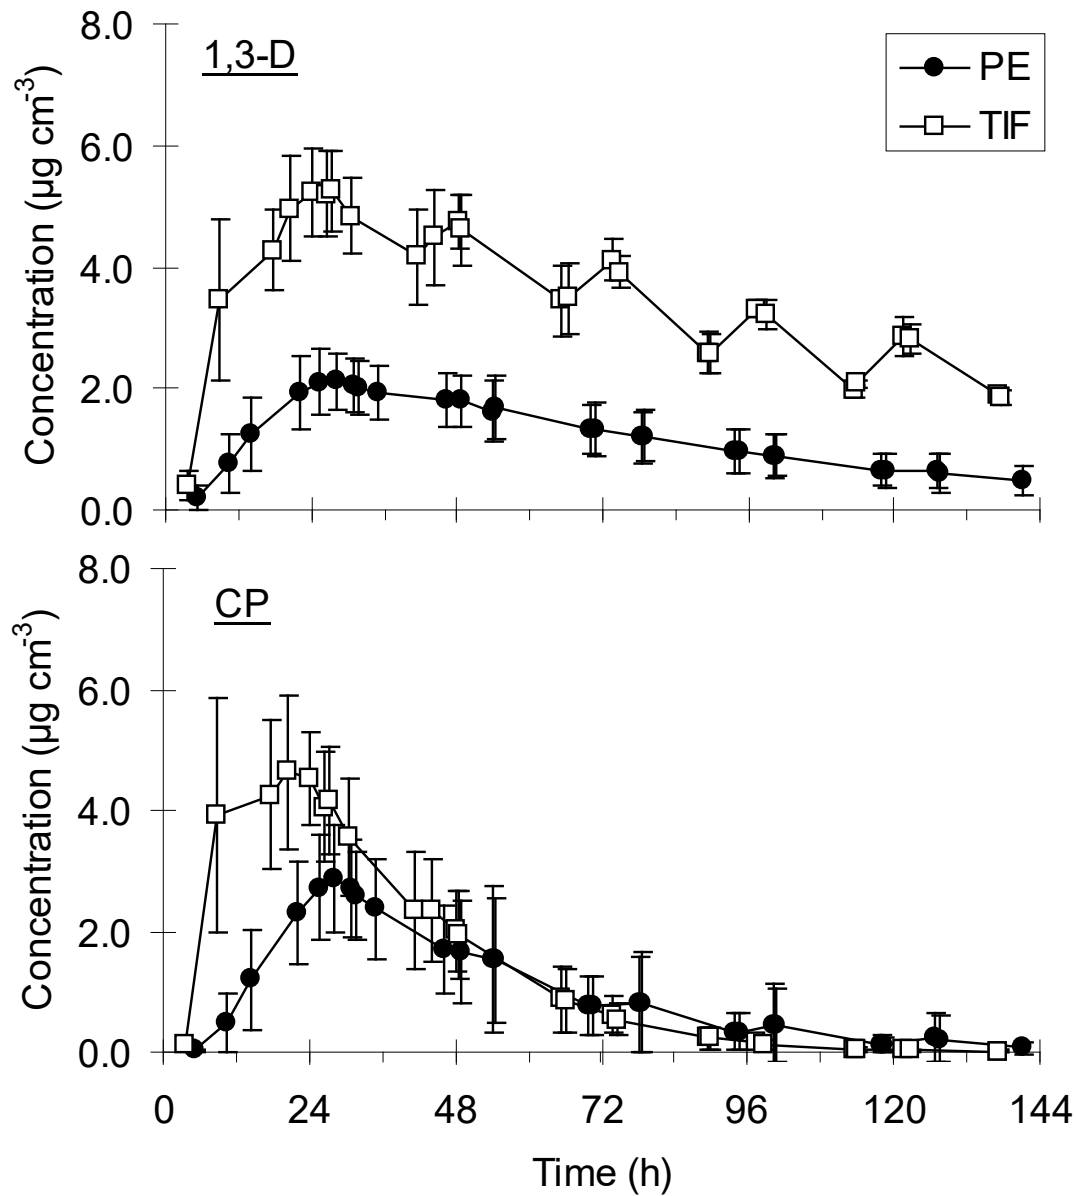 8.0
1,3-D
PE
TIF
6.0
4.0
2.0
0.0
Concentration (µg cm-3)
8.0
CP
6.0
4.0
2.0
0.0
Concentration (µg cm-3)
0 24 48 72 96 120 144
Time (h)